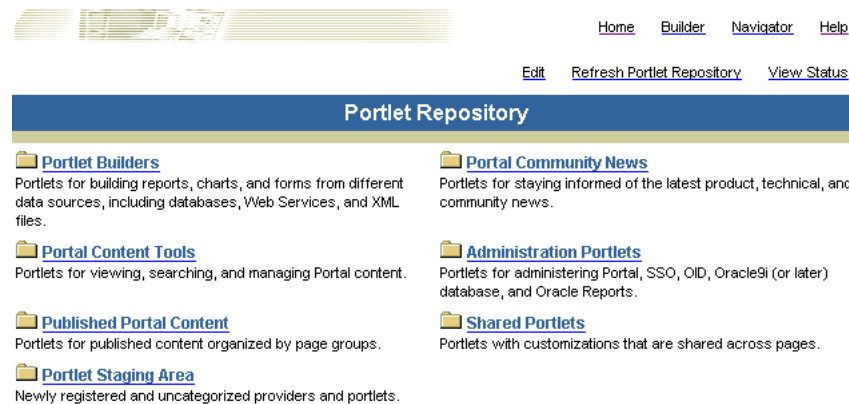 Home Builder Navigator Help
Edit Refresh Portlet Repository View Status
Portlet Repository
Portlet Builders
Portlets for building reports, charts, and forms from different
data sources, including databases, Web Services, and XML
files.
Portal Community News
Portlets for staying informed of the latest product, technical, and
community news.
Portal Content Tools
Portlets for viewing, searching, and managing Portal content.
Administration Portlets
Portlets for administering Portal, SSO, OID, Oracle9i (or later)
database, and Oracle Reports.
Published Portal Content
Portlets for published content organized by page groups.
Shared Portlets
Portlets with customizations that are shared across pages.
Portlet Staging Area
Newly registered and uncategorized providers and portlets.